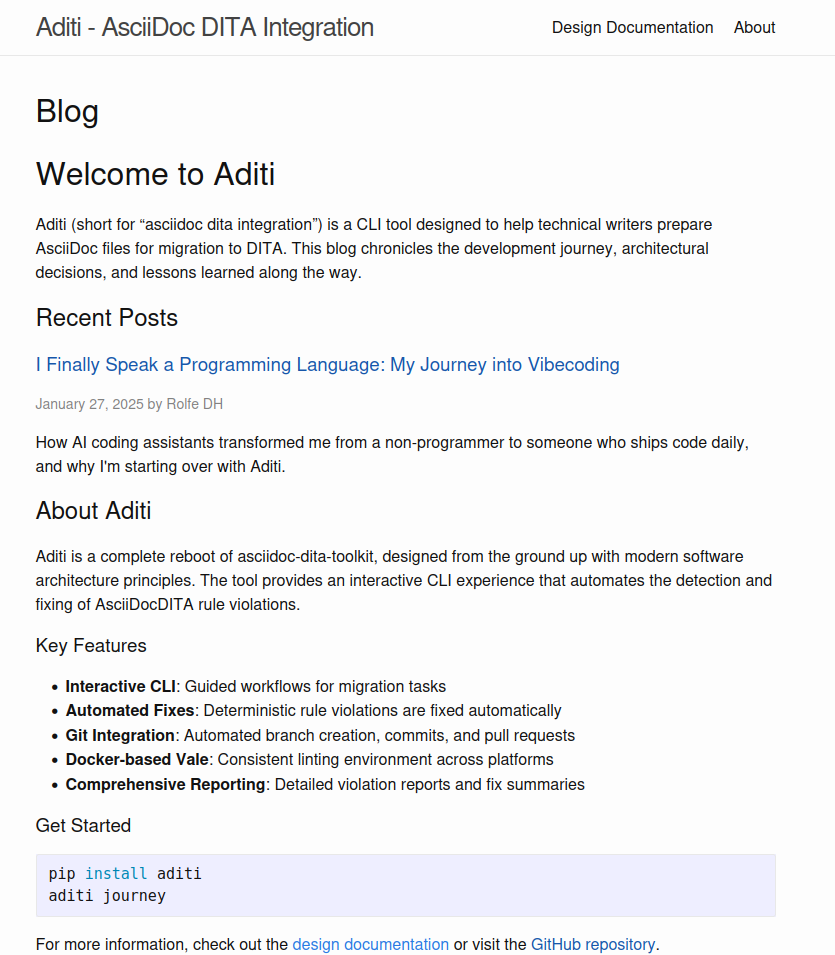 Aditi - AsciiDoc DITA Integration
Design Documentation
About
Blog
Welcome to Aditi
Aditi (short for “asciidoc dita integration”) is a CLI tool designed to help technical writers prepare
AsciiDoc files for migration to DITA. This blog chronicles the development journey, architectural
decisions, and lessons learned along the way.
Recent Posts
I Finally Speak a Programming Language: My Journey into Vibecoding
January 27, 2025 by Rolfe DH
How AI coding assistants transformed me from a non-programmer to someone who ships code daily,
and why I'm starting over with Aditi.
About Aditi
Aditi is a complete reboot of asciidoc-dita-toolkit, designed from the ground up with modern software
architecture principles. The tool provides an interactive CLI experience that automates the detection and
fixing of AsciiDocDITA rule violations.
Key Features
• Interactive CLI: Guided workflows for migration tasks
• Automated Fixes: Deterministic rule violations are fixed automatically
• Git Integration: Automated branch creation, commits, and pull requests
• Docker-based Vale: Consistent linting environment across platforms
• Comprehensive Reporting: Detailed violation reports and fix summaries
Get Started
pip install aditi
aditi journey
For more information, check out the design documentation or visit the GitHub repository.